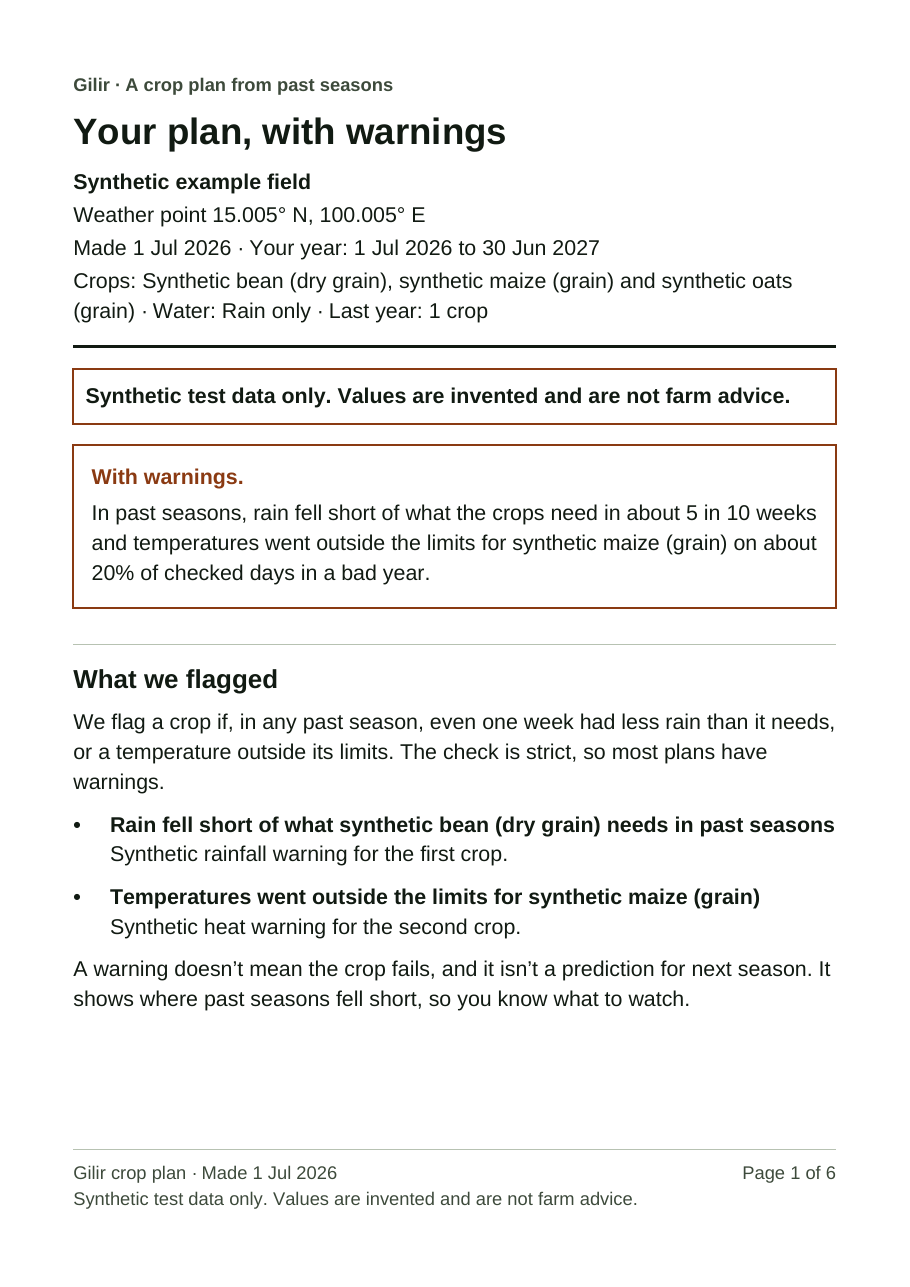 Gilir · A crop plan from past seasons
Your plan, with warnings
Synthetic example field
Weather point 15.005° N, 100.005° E
Made 1 Jul 2026 · Your year: 1 Jul 2026 to 30 Jun 2027
Crops: Synthetic bean (dry grain), synthetic maize (grain) and synthetic oats
(grain) · Water: Rain only · Last year: 1 crop
Synthetic test data only. Values are invented and are not farm advice.
With warnings.
In past seasons, rain fell short of what the crops need in about 5 in 10 weeks
and temperatures went outside the limits for synthetic maize (grain) on about
20% of checked days in a bad year.
What we flagged
We flag a crop if, in any past season, even one week had less rain than it needs,
or a temperature outside its limits. The check is strict, so most plans have
warnings.
• Rain fell short of what synthetic bean (dry grain) needs in past seasons
Synthetic rainfall warning for the first crop.
• Temperatures went outside the limits for synthetic maize (grain)
Synthetic heat warning for the second crop.
A warning doesn’t mean the crop fails, and it isn’t a prediction for next season. It
shows where past seasons fell short, so you know what to watch.
Gilir crop plan · Made 1 Jul 2026 Page 1 of 6
Synthetic test data only. Values are invented and are not farm advice.